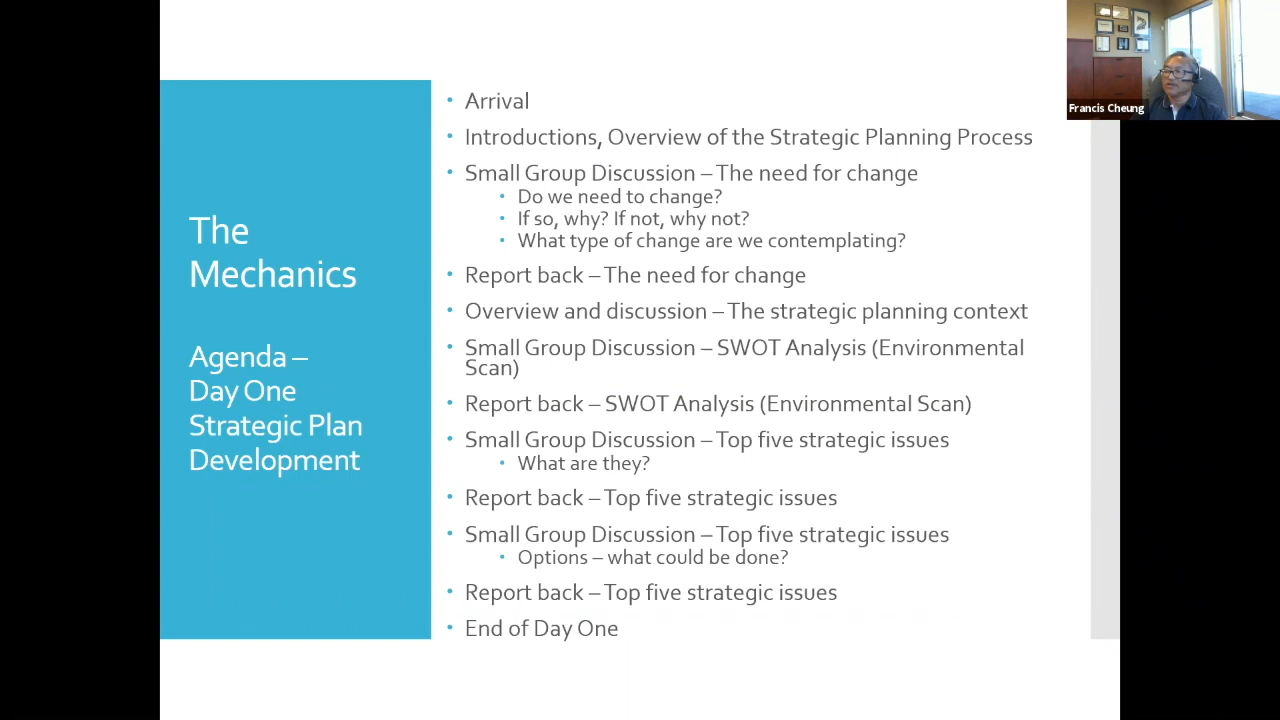 The
Mechanics
Agenda –
Day One
Strategic Plan
Development
• Arrival
• Introductions, Overview of the Strategic Planning Process
• Small Group Discussion – The need for change
• Do we need to change?
• If so, why? If not, why not?
• What type of change are we contemplating?
• Report back – The need for change
• Overview and discussion – The strategic planning context
• Small Group Discussion – SWOT Analysis (Environmental
Scan)
• Report back – SWOT Analysis (Environmental Scan)
• Small Group Discussion – Top five strategic issues
• What are they?
• Report back – Top five strategic issues
• Small Group Discussion – Top five strategic issues
• Options – what could be done?
• Report back – Top five strategic issues
• End of Day One
Francis Cheung